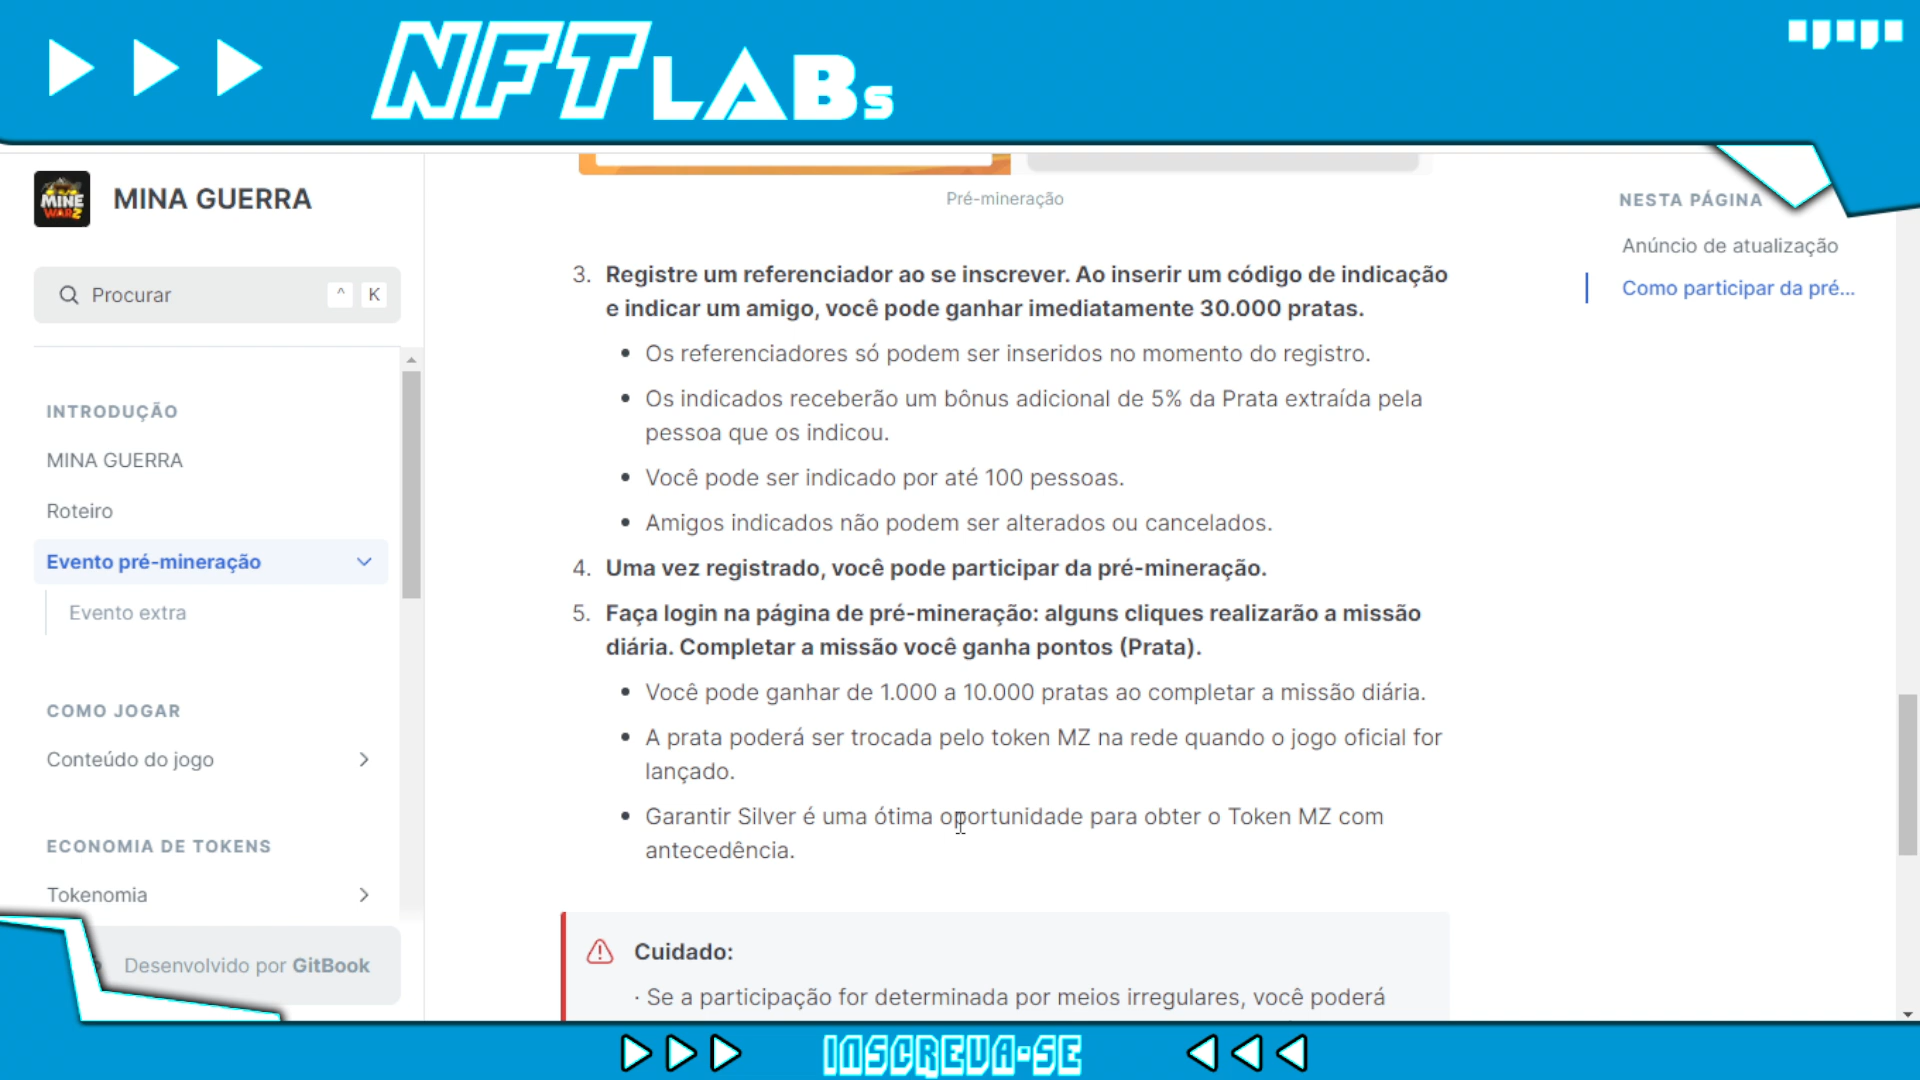 NFT LABs
MINE
WARZ
MINA GUERRA
Procurar
^ K
INTRODUÇÃO
MINA GUERRA
Roteiro
Evento pré-mineração
Evento extra
COMO JOGAR
Conteúdo do jogo
ECONOMIA DE TOKENS
Tokenomia
Desenvolvido por GitBook
Pré-mineração
3. Registre um referenciador ao se inscrever. Ao inserir um código de indicação
e indicar um amigo, você pode ganhar imediatamente 30.000 pratas.
• Os referenciadores só podem ser inseridos no momento do registro.
• Os indicados receberão um bônus adicional de 5% da Prata extraída pela
pessoa que os indicou.
• Você pode ser indicado por até 100 pessoas.
• Amigos indicados não podem ser alterados ou cancelados.
4. Uma vez registrado, você pode participar da pré-mineração.
5. Faça login na página de pré-mineração: alguns cliques realizarão a missão
diária. Completar a missão você ganha pontos (Prata).
• Você pode ganhar de 1.000 a 10.000 pratas ao completar a missão diária.
• A prata poderá ser trocada pelo token MZ na rede quando o jogo oficial for
lançado.
• Garantir Silver é uma ótima oportunidade para obter o Token MZ com
antecedência.
Cuidado:
· Se a participação for determinada por meios irregulares, você poderá
NESTA PÁGINA
Anúncio de atualização
Como participar da pré...
INSCREVA-SE